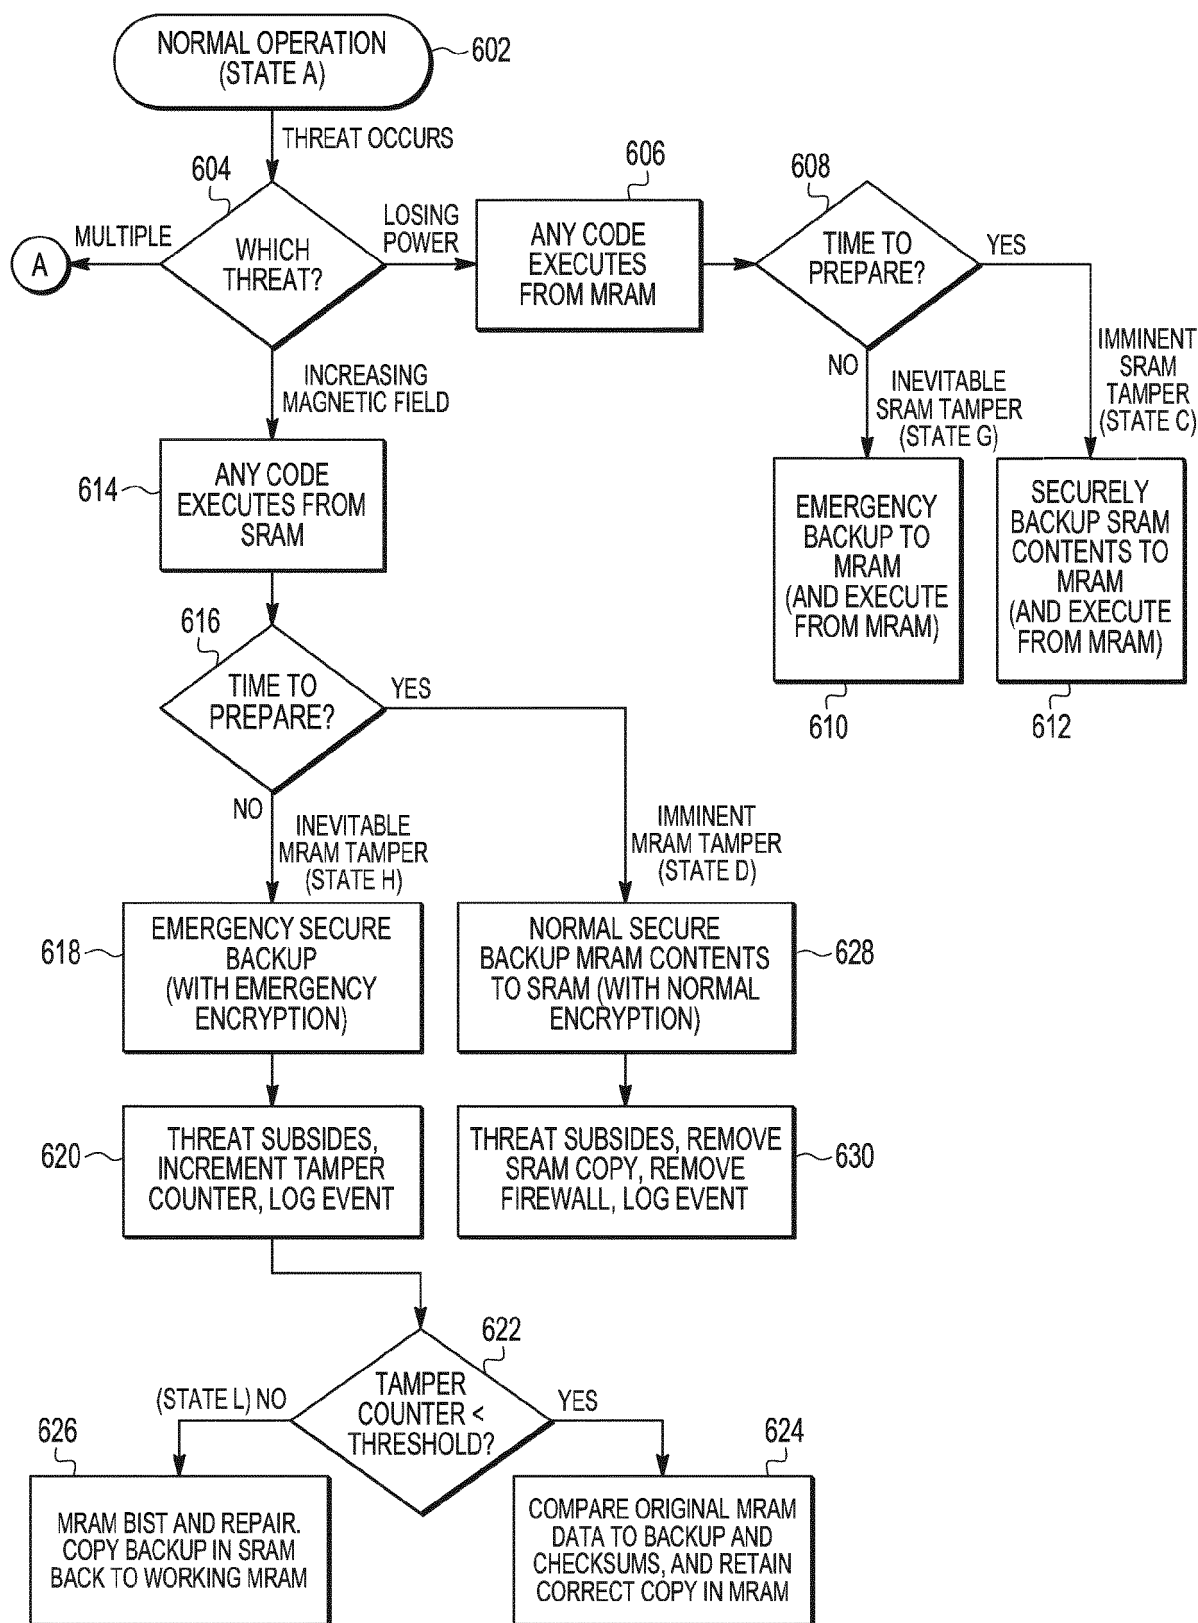 NORMAL OPERATION
(STATE A)
602
THREAT OCCURS
604
WHICH
THREAT?
MULTIPLE
A
LOSING
POWER
606
ANY CODE
EXECUTES
FROM MRAM
608
TIME TO
PREPARE?
YES
NO
IMMINENT
SRAM
TAMPER
(STATE C)
INEVITABLE
SRAM TAMPER
(STATE G)
EMERGENCY
BACKUP TO
MRAM
(AND EXECUTE
FROM MRAM)
610
SECURELY
BACKUP SRAM
CONTENTS TO
MRAM
(AND EXECUTE
FROM MRAM)
612
INCREASING
MAGNETIC FIELD
614
ANY CODE
EXECUTES FROM
SRAM
616
TIME TO
PREPARE?
YES
NO
INEVITABLE
MRAM TAMPER
(STATE H)
IMMINENT
MRAM TAMPER
(STATE D)
618
EMERGENCY SECURE
BACKUP
(WITH EMERGENCY
ENCRYPTION)
NORMAL SECURE
BACKUP MRAM CONTENTS
TO SRAM (WITH NORMAL
ENCRYPTION)
628
620
THREAT SUBSIDES,
INCREMENT TAMPER
COUNTER, LOG EVENT
THREAT SUBSIDES, REMOVE
SRAM COPY, REMOVE
FIREWALL, LOG EVENT
630
622
TAMPER
COUNTER <
THRESHOLD?
(STATE L) NO
YES
626
MRAM BIST AND REPAIR.
COPY BACKUP IN SRAM
BACK TO WORKING MRAM
624
COMPARE ORIGINAL MRAM
DATA TO BACKUP AND
CHECKSUMS, AND RETAIN
CORRECT COPY IN MRAM